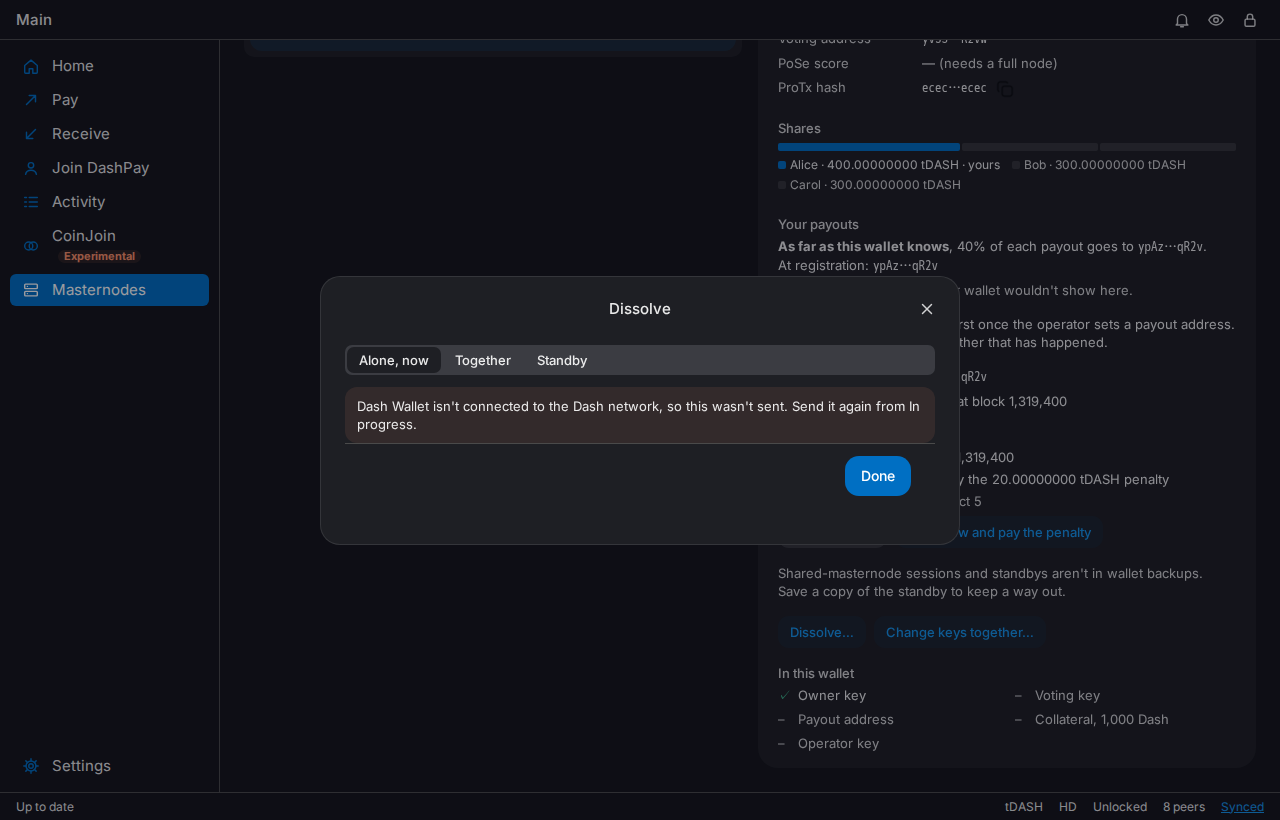 Main
Home
Pay
Receive
Join DashPay
Activity
CoinJoin
Experimental
Masternodes
Settings
PoSe score — (needs a full node)
ProTx hash ecec…ecec
Shares
Alice · 400.00000000 tDASH · yours Bob · 300.00000000 tDASH
Carol · 300.00000000 tDASH
Your payouts
As far as this wallet knows, 40% of each payout goes to ypAz…qR2v.
At registration: ypAz…qR2v
wallet wouldn't show here.
rst once the operator sets a payout address.
ther that has happened.
qR2v
at block 1,319,400
,319,400
y the 20.00000000 tDASH penalty
ct 5
w and pay the penalty
Shared-masternode sessions and standbys aren't in wallet backups.
Save a copy of the standby to keep a way out.
Dissolve… Change keys together…
In this wallet
✓ Owner key – Voting key
– Payout address – Collateral, 1,000 Dash
– Operator key
Dissolve
Alone, now Together Standby
Dash Wallet isn't connected to the Dash network, so this wasn't sent. Send it again from In
progress.
Done
Up to date tDASH HD Unlocked 8 peers Synced